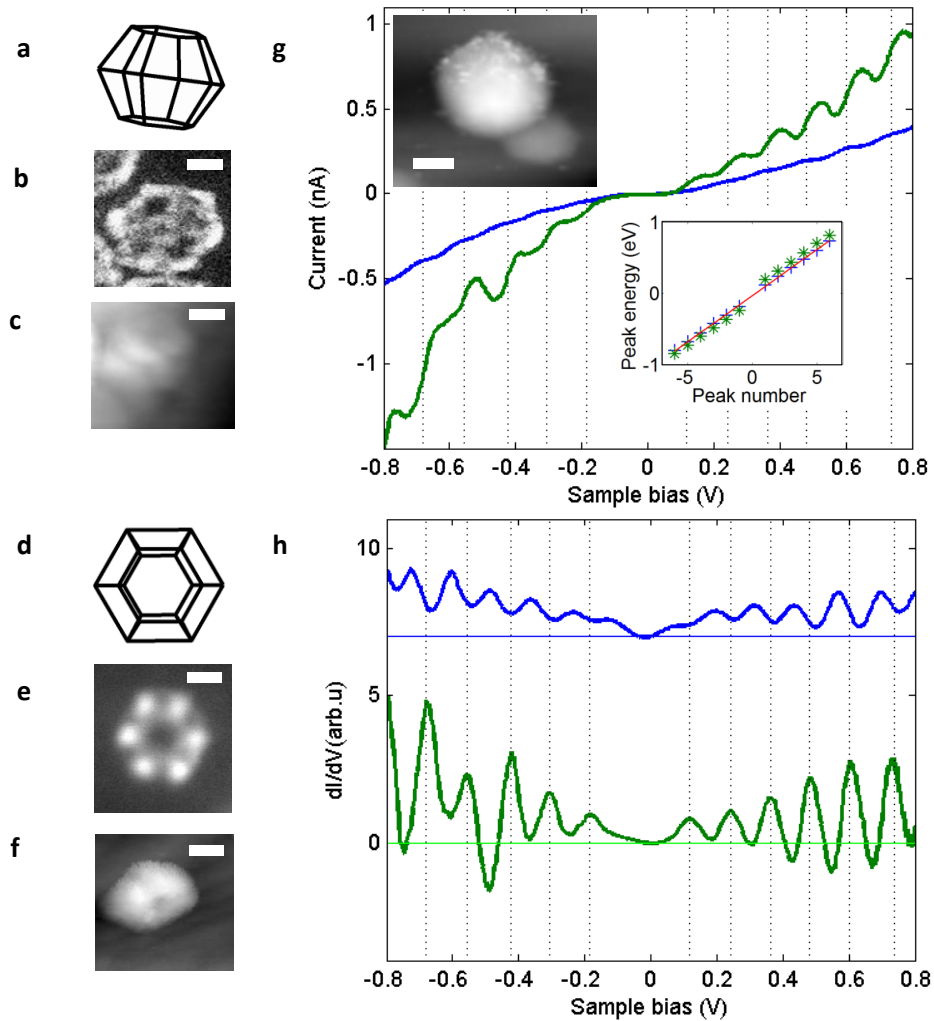 a
b
c
d
e
f
g
1
0.5
0
-0.5
-1
Current (nA)
-0.8 -0.6 -0.4 -0.2 0 0.2 0.4 0.6 0.8
Sample bias (V)
1
0
-1
Peak energy (eV)
-5 0 5
Peak number
h
10
5
0
dI/dV(arb.u)
-0.8 -0.6 -0.4 -0.2 0 0.2 0.4 0.6 0.8
Sample bias (V)